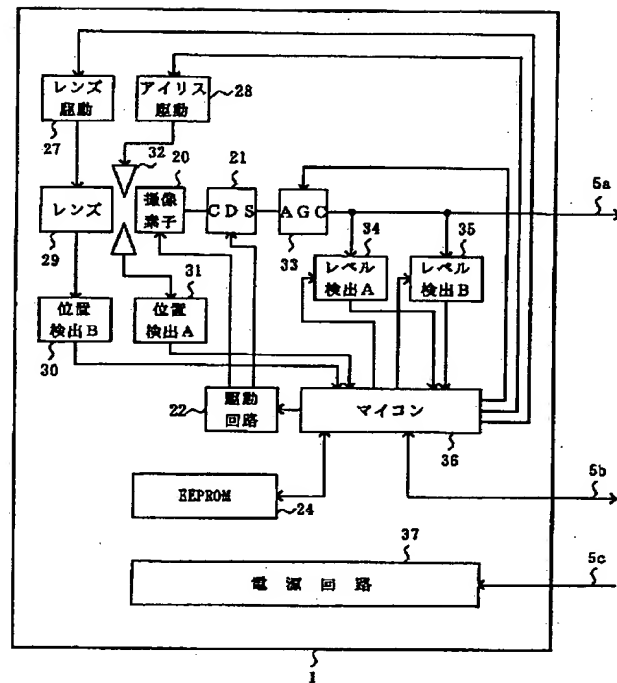 レンズ
駆動
27
アイリス
駆動
28
32
20
21
撮像
素子
CDS
AGC
33
5a
レンズ
29
34
35
レベル
検出A
レベル
検出B
31
位置
検出B
30
位置
検出A
駆動
回路
22
マイコン
36
5b
EEPROM
24
37
電源回路
5c
1